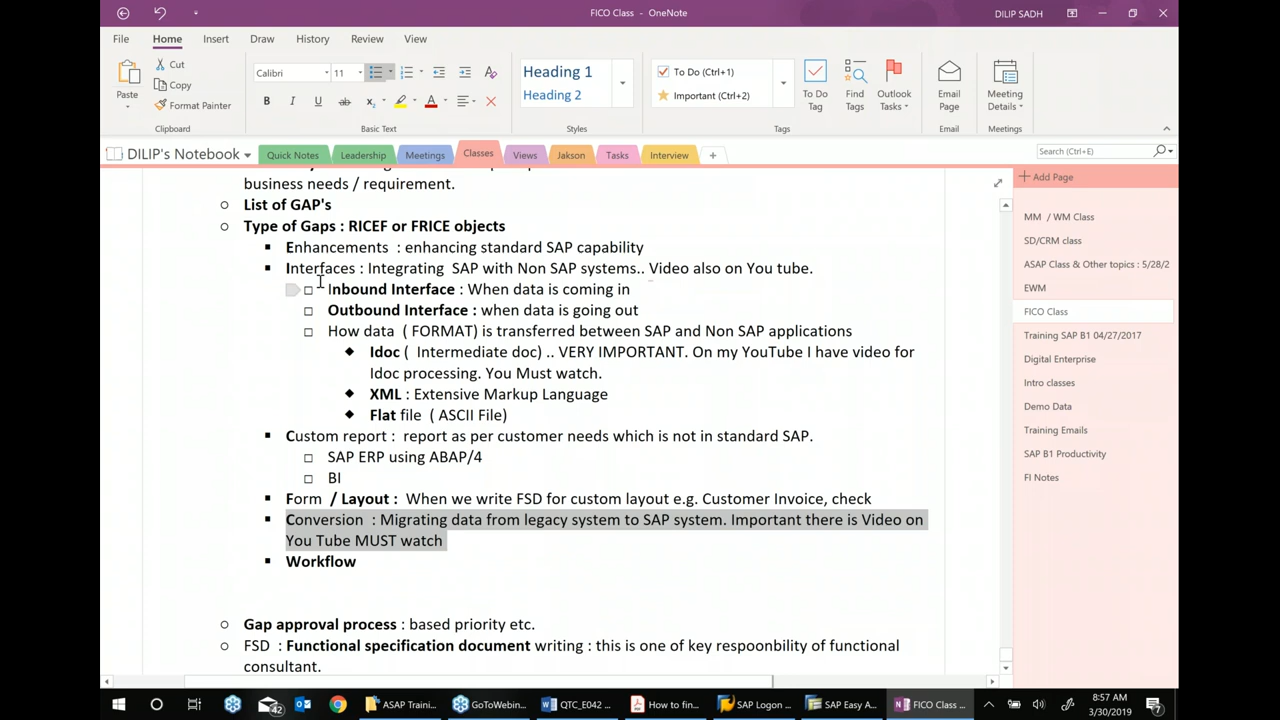 FICO Class - OneNote
DILIP SADH
File
Home
Insert
Draw
History
Review
View
Paste
Cut
Copy
Format Painter
Clipboard
Calibri
11
B
I
U
ab
Basic Text
Heading 1
Heading 2
Styles
To Do (Ctrl+1)
Important (Ctrl+2)
To Do
Tag
Find
Tags
Outlook
Tasks
Tags
Email
Page
Email
Meeting
Details
Meetings
DILIP's Notebook
Quick Notes
Leadership
Meetings
Classes
Views
Jakson
Tasks
Interview
Search (Ctrl+E)
business needs / requirement.
List of GAP's
Type of Gaps : RICEF or FRICE objects
Enhancements : enhancing standard SAP capability
Interfaces : Integrating SAP with Non SAP systems.. Video also on You tube.
Inbound Interface : When data is coming in
Outbound Interface : when data is going out
How data ( FORMAT) is transferred between SAP and Non SAP applications
Idoc ( Intermediate doc) .. VERY IMPORTANT. On my YouTube I have video for
Idoc processing. You Must watch.
XML : Extensive Markup Language
Flat file ( ASCII File)
Custom report : report as per customer needs which is not in standard SAP.
SAP ERP using ABAP/4
BI
Form / Layout : When we write FSD for custom layout e.g. Customer Invoice, check
Conversion : Migrating data from legacy system to SAP system. Important there is Video on
You Tube MUST watch
Workflow
Gap approval process : based priority etc.
FSD : Functional specification document writing : this is one of key respoonbility of functional
consultant.
Add Page
MM / WM Class
SD/CRM class
ASAP Class & Other topics : 5/28/2
EWM
FICO Class
Training SAP B1 04/27/2017
Digital Enterprise
Intro classes
Demo Data
Training Emails
SAP B1 Productivity
FI Notes
42
ASAP Traini...
GoToWebin...
QTC_E042 ...
How to fin...
SAP Logon ...
SAP Easy A...
FICO Class ...
8:57 AM
3/30/2019
7